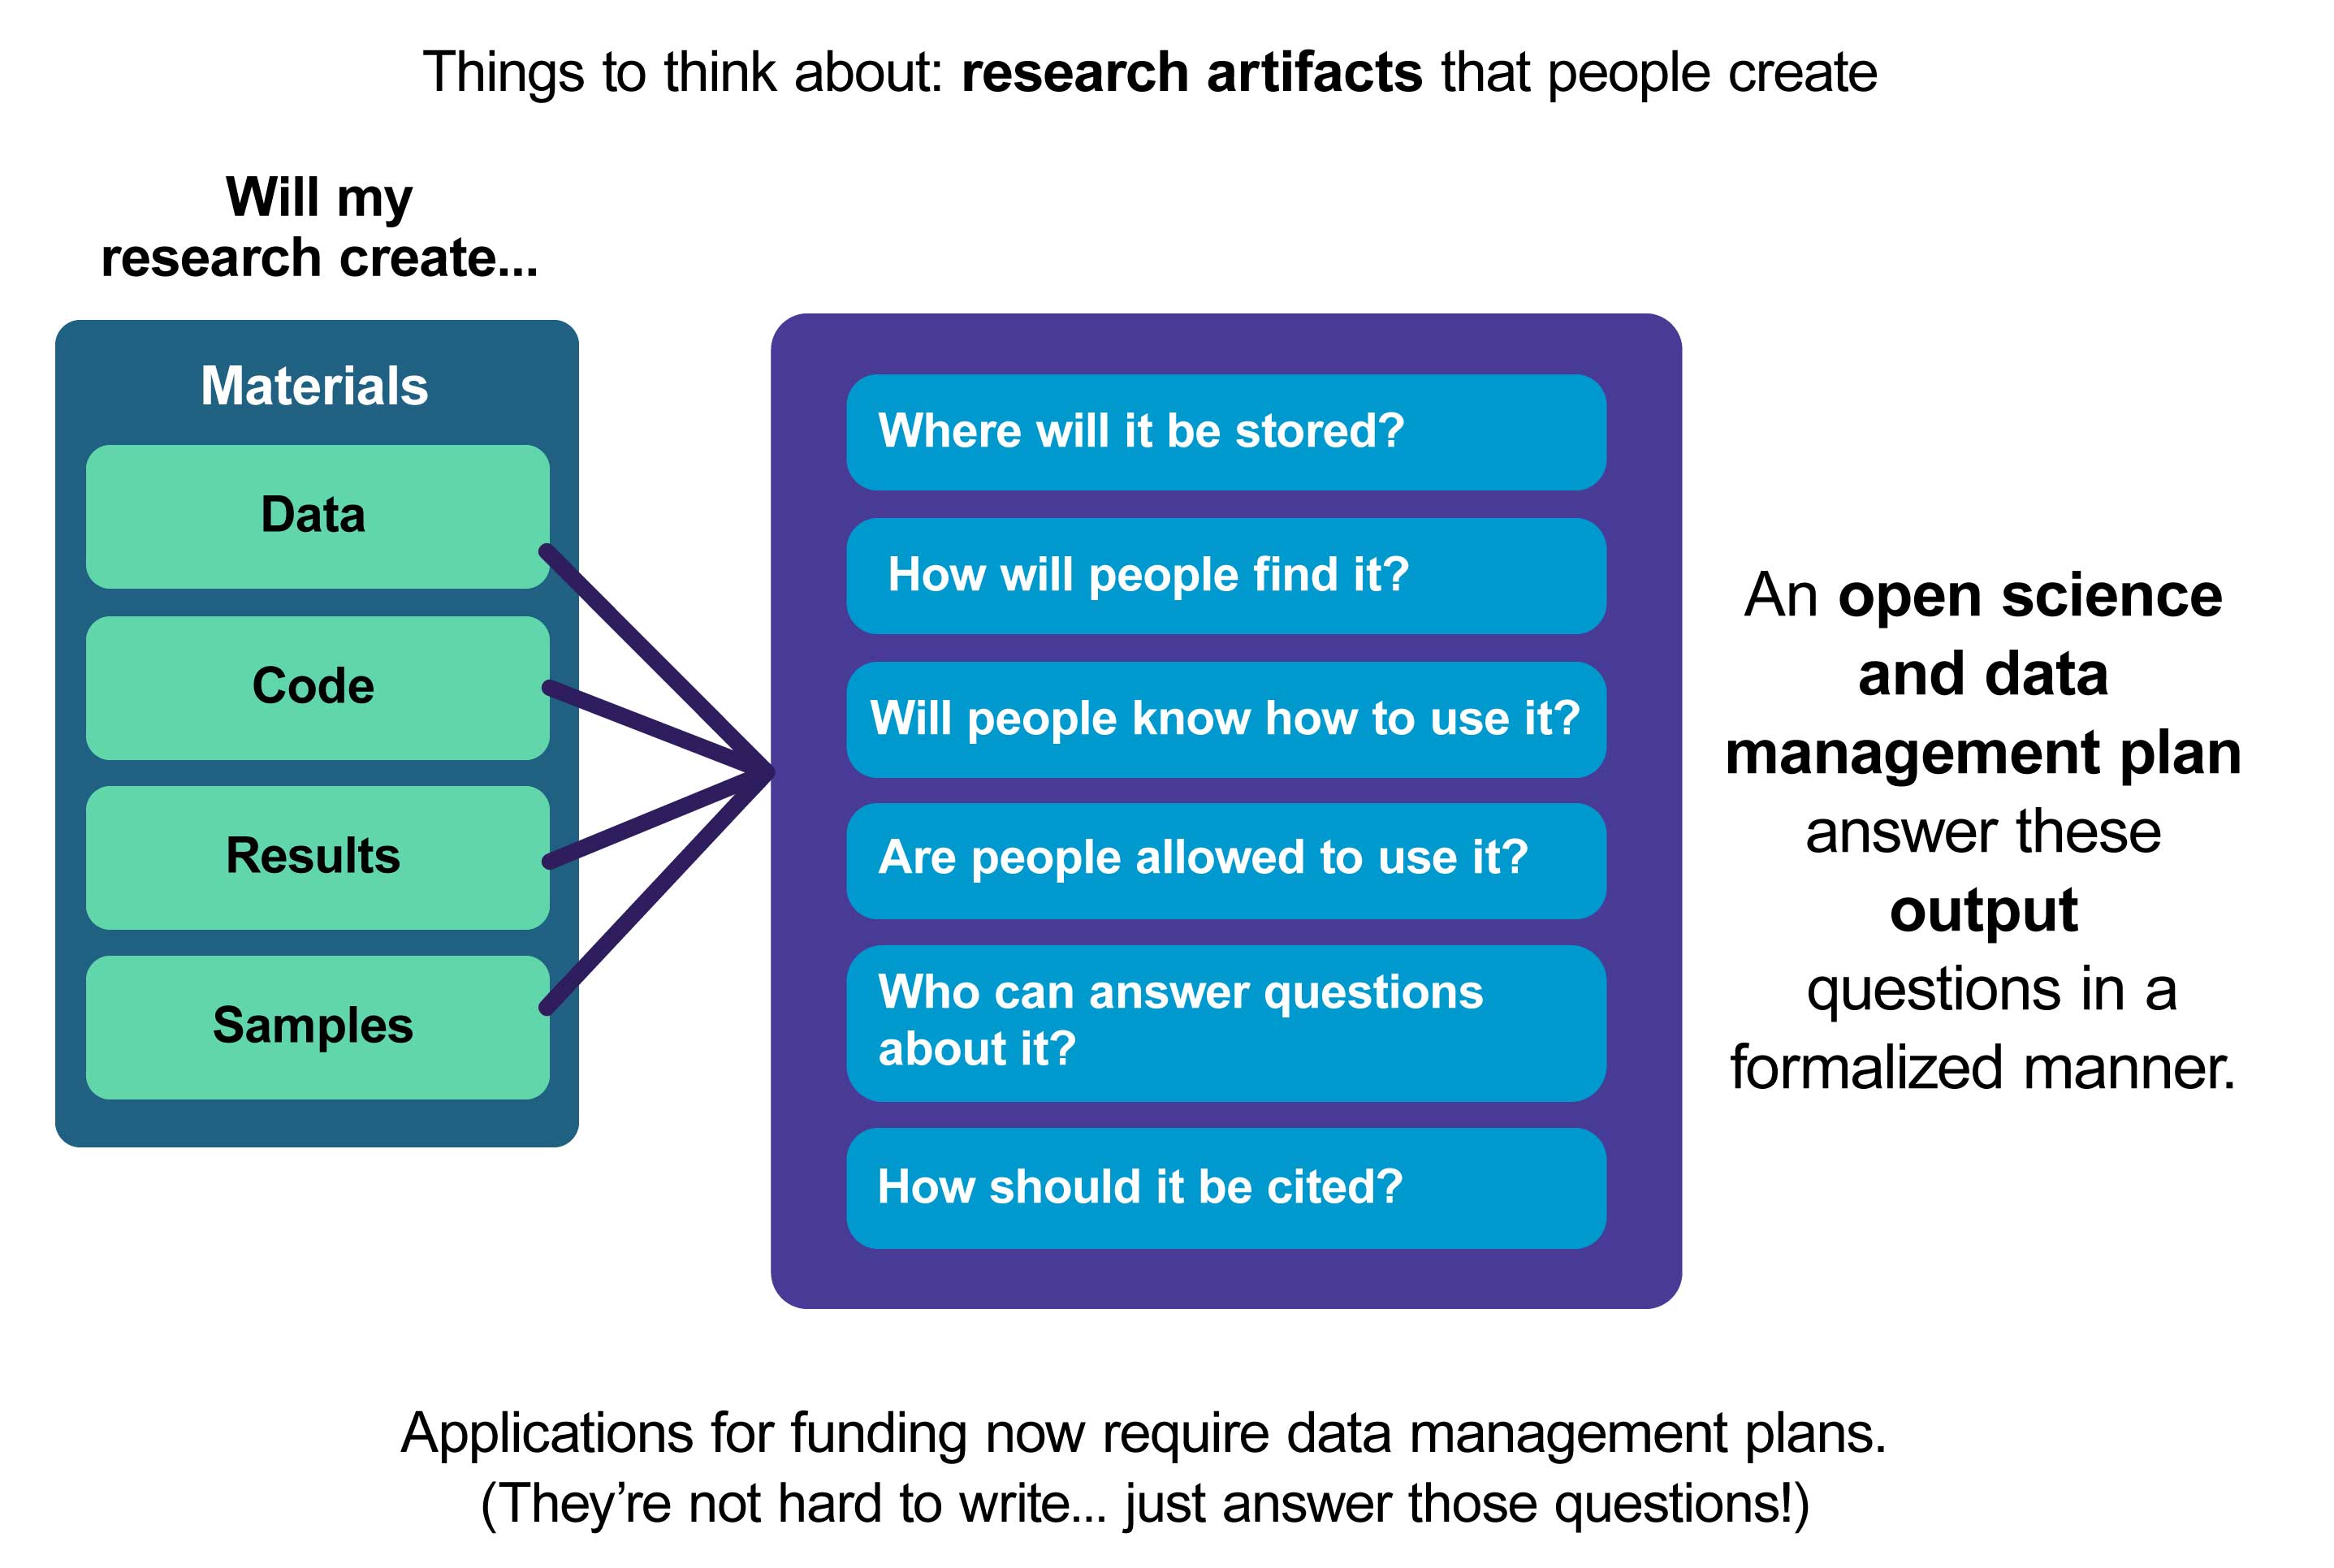 Things to think about: research artifacts that people create
Will my
research create...
Materials
Data
Code
Results
Samples
Where will it be stored?
How will people find it?
Will people know how to use it?
Are people allowed to use it?
Who can answer questions
about it?
How should it be cited?
An open science
and data
management plan
answer these
output
questions in a
formalized manner.
Applications for funding now require data management plans.
(They’re not hard to write... just answer those questions!)